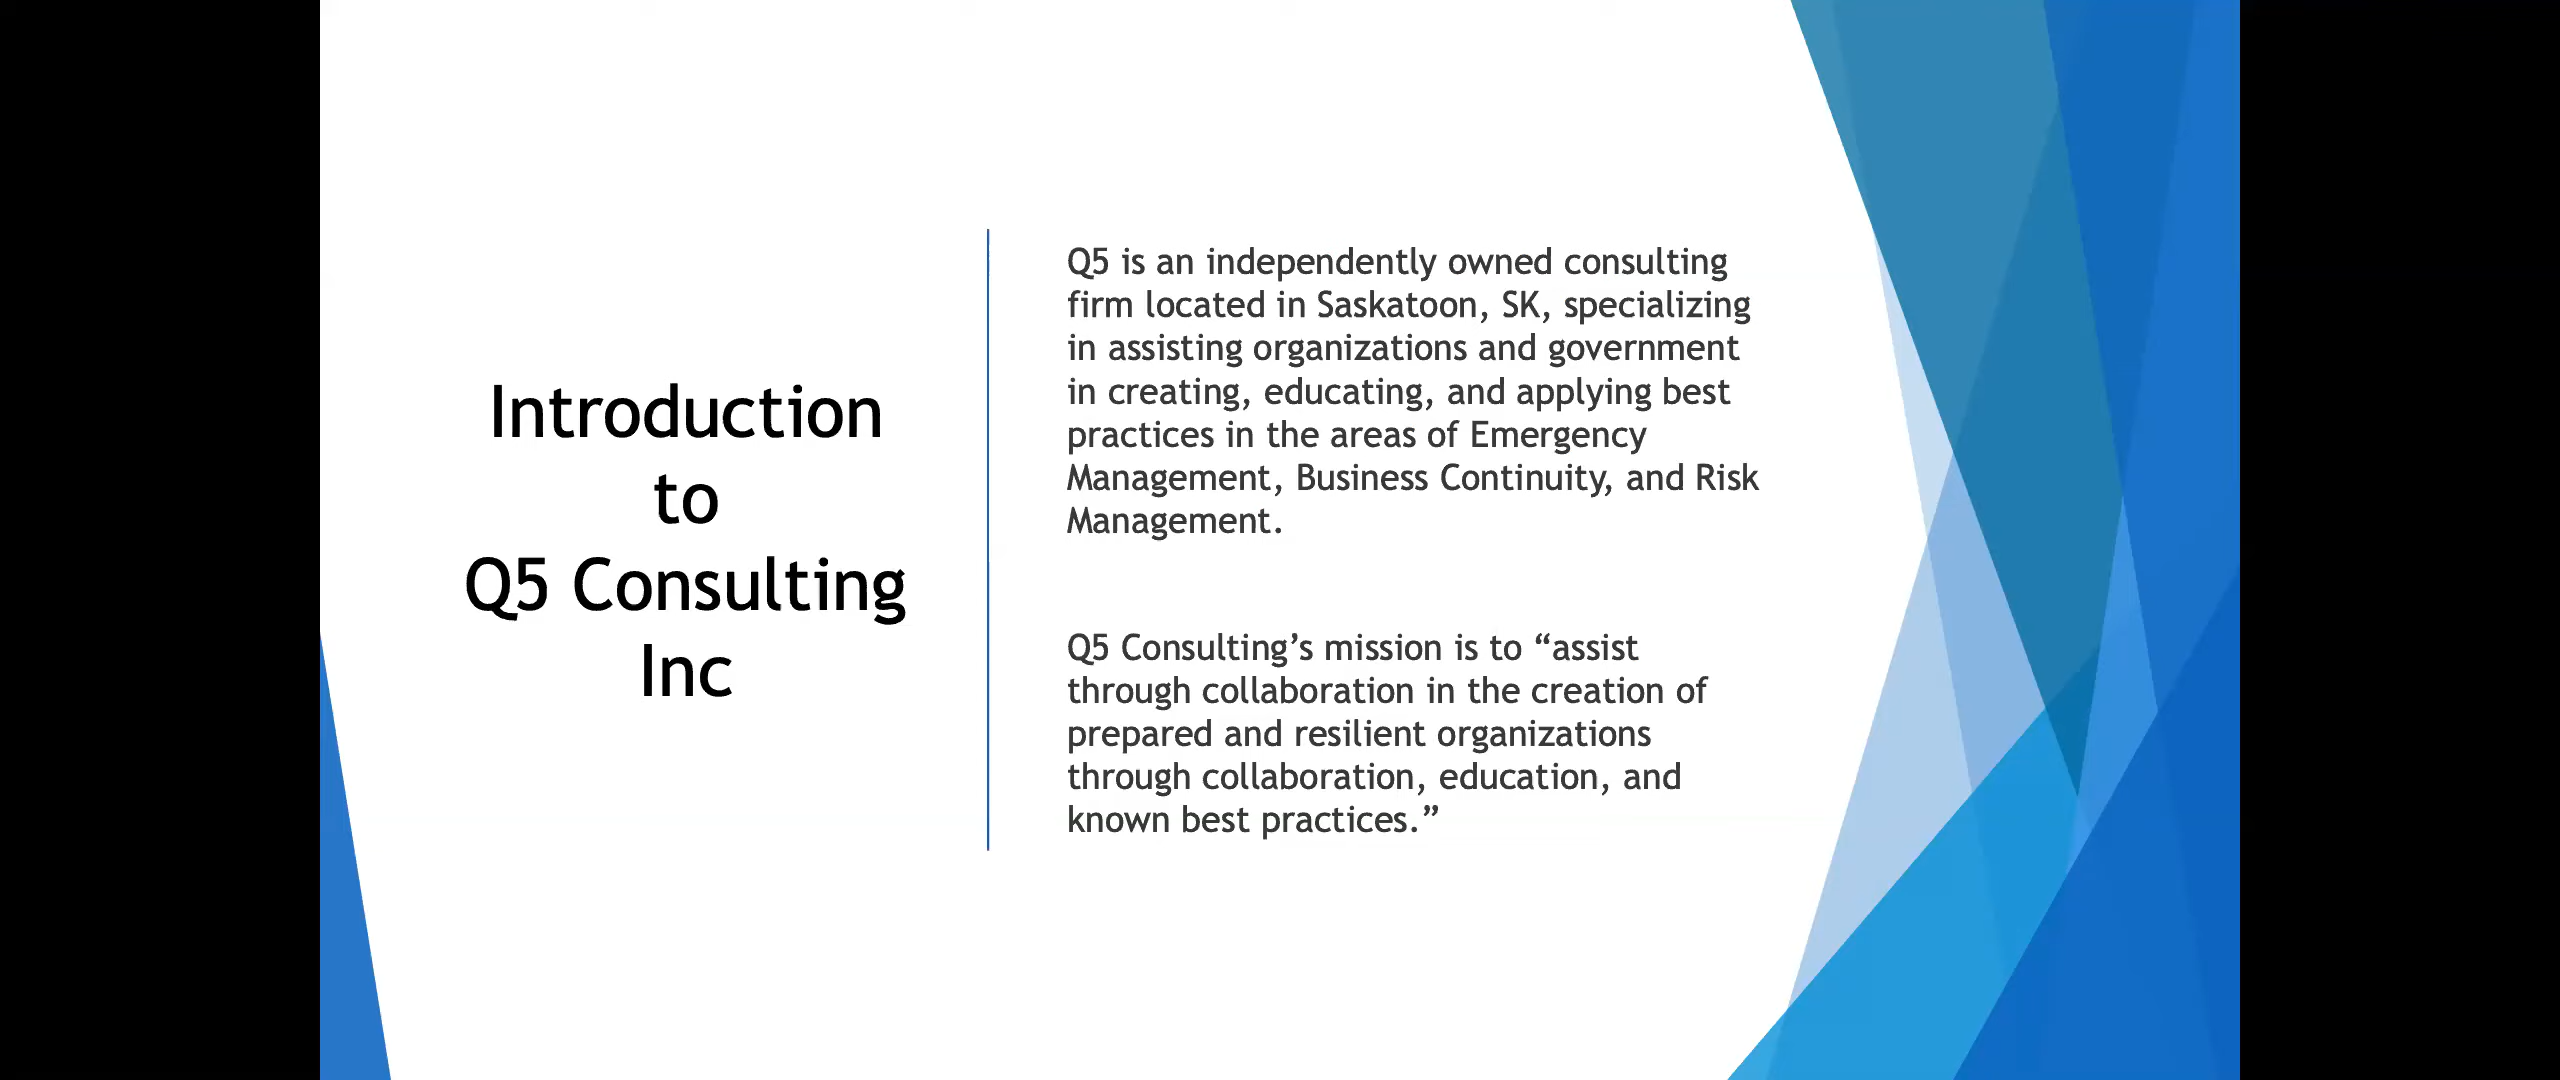 Introduction
to
Q5 Consulting
Inc
Q5 is an independently owned consulting
firm located in Saskatoon, SK, specializing
in assisting organizations and government
in creating, educating, and applying best
practices in the areas of Emergency
Management, Business Continuity, and Risk
Management.
Q5 Consulting’s mission is to “assist
through collaboration in the creation of
prepared and resilient organizations
through collaboration, education, and
known best practices.”